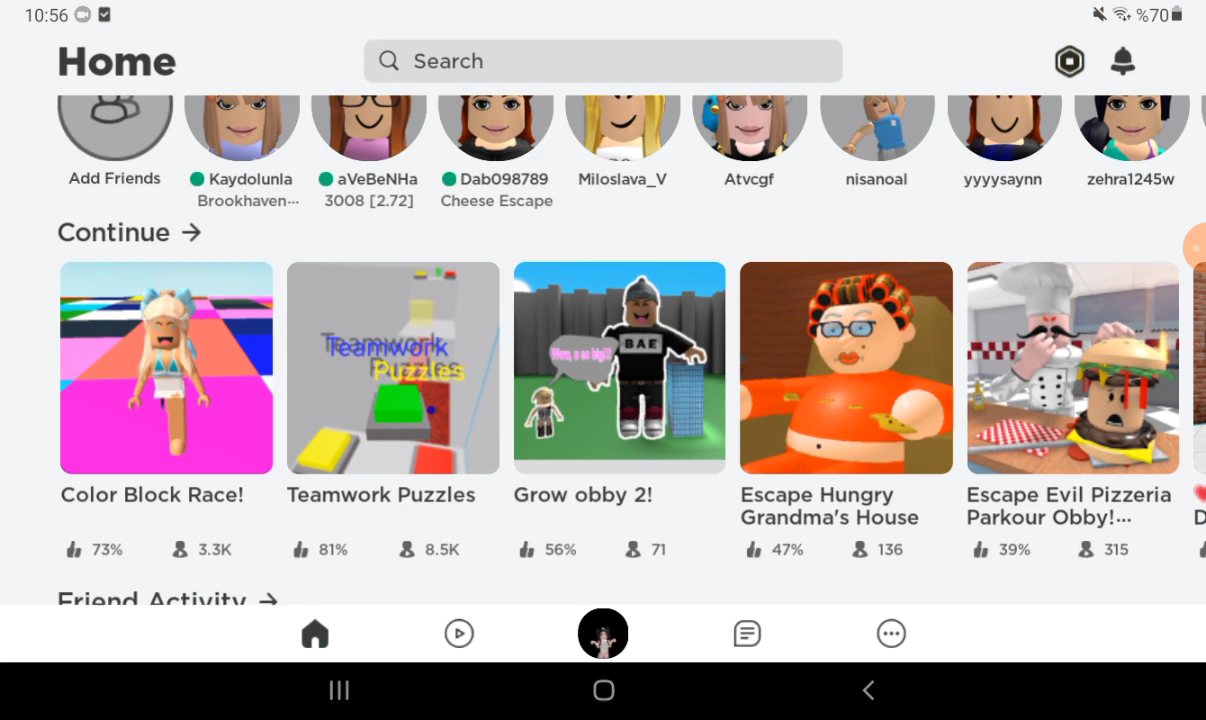 10:56
%70
Home
Search
Add Friends
Kaydolunla
aVeBeNHa
Dab098789
Miloslava_V
Atvcgf
nisanoal
yyyysaynn
zehra1245w
Brookhaven···
3008 [2.72]
Cheese Escape
Continue →
Teamwork
Puzzles
BAE
Color Block Race!
Teamwork Puzzles
Grow obby 2!
Escape Hungry
Grandma's House
Escape Evil Pizzeria
Parkour Obby!···
73%
3.3K
81%
8.5K
56%
71
47%
136
39%
315
Friend Activity →